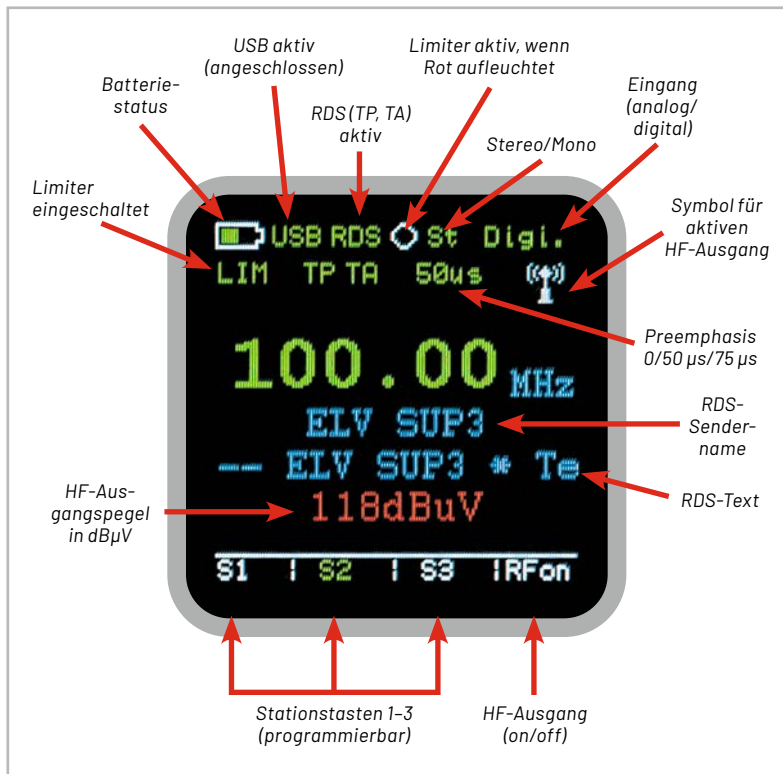 USB aktiv
(angeschlossen)
Limiter aktiv, wenn
Rot aufleuchtet
Batterie-
status
Eingang
(analog/
digital)
RDS (TP, TA)
aktiv
Stereo/Mono
Limiter
eingeschaltet
Symbol für
aktiven
HF-Ausgang
USB RDS St Digi.
LIM TP TA 50us
Preemphasis
0/50 µs/75 µs
100.00 MHz
ELV SUP3
RDS-
Sender-
name
-- ELV SUP3 * Te
RDS-Text
HF-Aus-
gangspegel
in dBµV
118dBuV
S1 | S2 | S3 |RFon
Stationstasten 1–3
(programmierbar)
HF-Ausgang
(on/off)